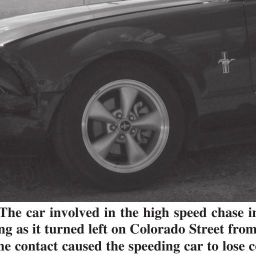 The car involved in the high speed chase
as it turned left on Colorado Street from
contact caused the speeding car to lose